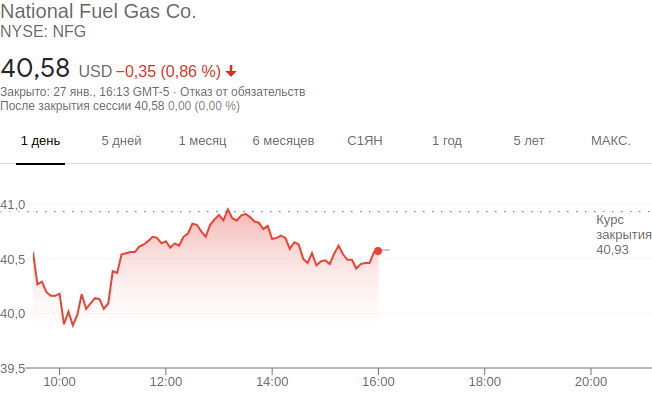 National Fuel Gas Co.
NYSE: NFG
40,58 USD −0,35 (0,86 %)
Закрыто: 27 янв., 16:13 GMT-5 · Отказ от обязательств
После закрытия сессии 40,58 0,00 (0,00 %)
1 день 5 дней 1 месяц 6 месяцев С1ЯН 1 год 5 лет МАКС.
41,0
Курс
закрытия
40,93
40,5
40,0
39,5
10:00 12:00 14:00 16:00 18:00 20:00